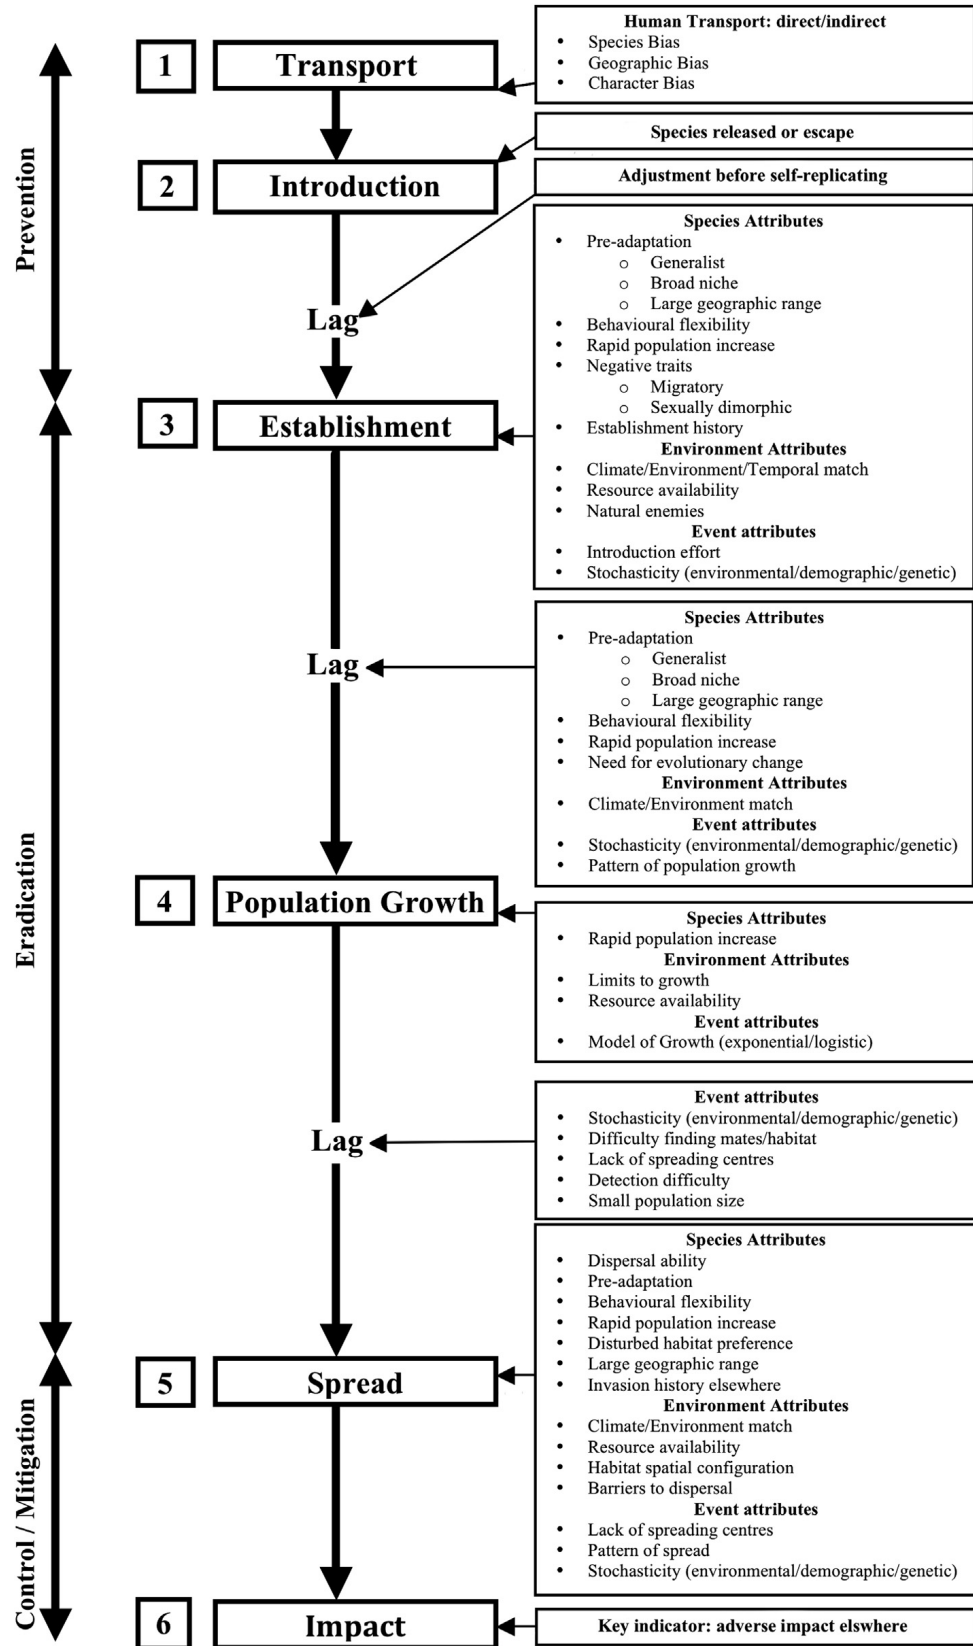 Human Transport: direct/indirect
• Species Bias
• Geographic Bias
• Character Bias
1 Transport
Species released or escape
2 Introduction
Adjustment before self-replicating
Prevention
Lag
Species Attributes
• Pre-adaptation
o Generalist
o Broad niche
o Large geographic range
• Behavioural flexibility
• Rapid population increase
• Negative traits
o Migratory
o Sexually dimorphic
• Establishment history
Environment Attributes
• Climate/Environment/Temporal match
• Resource availability
• Natural enemies
Event attributes
• Introduction effort
• Stochasticity (environmental/demographic/genetic)
3 Establishment
Lag
Species Attributes
• Pre-adaptation
o Generalist
o Broad niche
o Large geographic range
• Behavioural flexibility
• Rapid population increase
• Need for evolutionary change
Environment Attributes
• Climate/Environment match
Event attributes
• Stochasticity (environmental/demographic/genetic)
• Pattern of population growth
Eradication
4 Population Growth
Species Attributes
• Rapid population increase
Environment Attributes
• Limits to growth
• Resource availability
Event attributes
• Model of Growth (exponential/logistic)
Lag
Event attributes
• Stochasticity (environmental/demographic/genetic)
• Difficulty finding mates/habitat
• Lack of spreading centres
• Detection difficulty
• Small population size
5 Spread
Species Attributes
• Dispersal ability
• Pre-adaptation
• Behavioural flexibility
• Rapid population increase
• Disturbed habitat preference
• Large geographic range
• Invasion history elsewhere
Environment Attributes
• Climate/Environment match
• Resource availability
• Habitat spatial configuration
• Barriers to dispersal
Event attributes
• Lack of spreading centres
• Pattern of spread
• Stochasticity (environmental/demographic/genetic)
Control / Mitigation
6 Impact
Key indicator: adverse impact elswhere